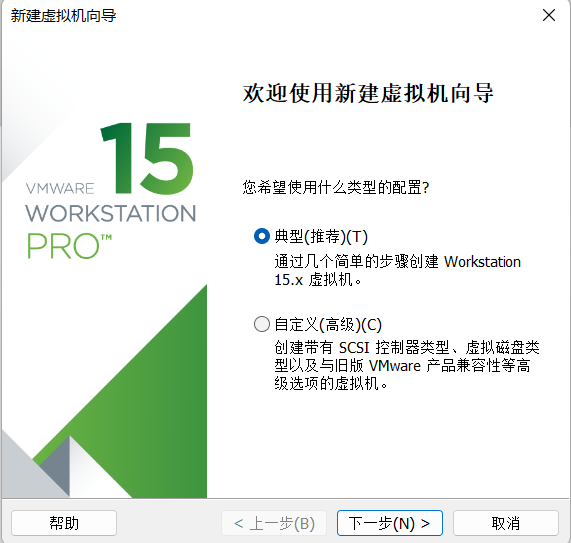 新建虚拟机向导
欢迎使用新建虚拟机向导
15
VMWARE
WORKSTATION
PRO™
您希望使用什么类型的配置?
典型(推荐)(T)
通过几个简单的步骤创建 Workstation
15.x 虚拟机。
自定义(高级)(C)
创建带有 SCSI 控制器类型、虚拟磁盘类
型以及与旧版 VMware 产品兼容性等高
级选项的虚拟机。
帮助
< 上一步(B)
下一步(N) >
取消